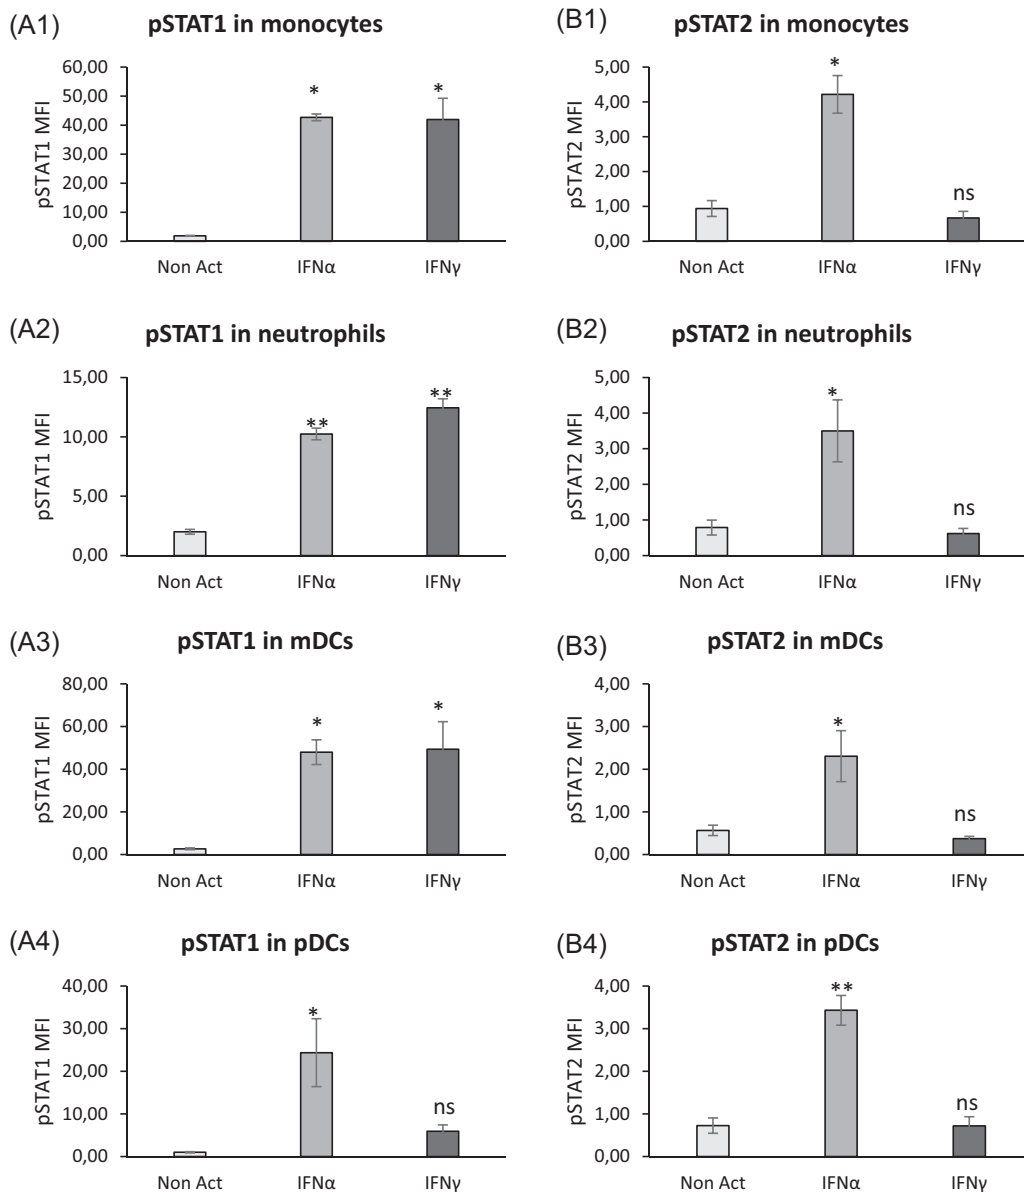 (A1)
pSTAT1 in monocytes
pSTAT1 MFI
60,00
50,00
40,00
30,00
20,00
10,00
0,00
*
*
Non Act
IFNα
IFNγ
(B1)
pSTAT2 in monocytes
pSTAT2 MFI
5,00
4,00
3,00
2,00
1,00
0,00
*
ns
Non Act
IFNα
IFNγ
(A2)
pSTAT1 in neutrophils
pSTAT1 MFI
15,00
10,00
5,00
0,00
**
**
Non Act
IFNα
IFNγ
(B2)
pSTAT2 in neutrophils
pSTAT2 MFI
5,00
4,00
3,00
2,00
1,00
0,00
*
ns
Non Act
IFNα
IFNγ
(A3)
pSTAT1 in mDCs
pSTAT1 MFI
80,00
60,00
40,00
20,00
0,00
*
*
Non Act
IFNα
IFNγ
(B3)
pSTAT2 in mDCs
pSTAT2 MFI
4,00
3,00
2,00
1,00
0,00
*
ns
Non Act
IFNα
IFNγ
(A4)
pSTAT1 in pDCs
pSTAT1 MFI
40,00
30,00
20,00
10,00
0,00
*
ns
Non Act
IFNα
IFNγ
(B4)
pSTAT2 in pDCs
pSTAT2 MFI
4,00
3,00
2,00
1,00
0,00
**
ns
Non Act
IFNα
IFNγ